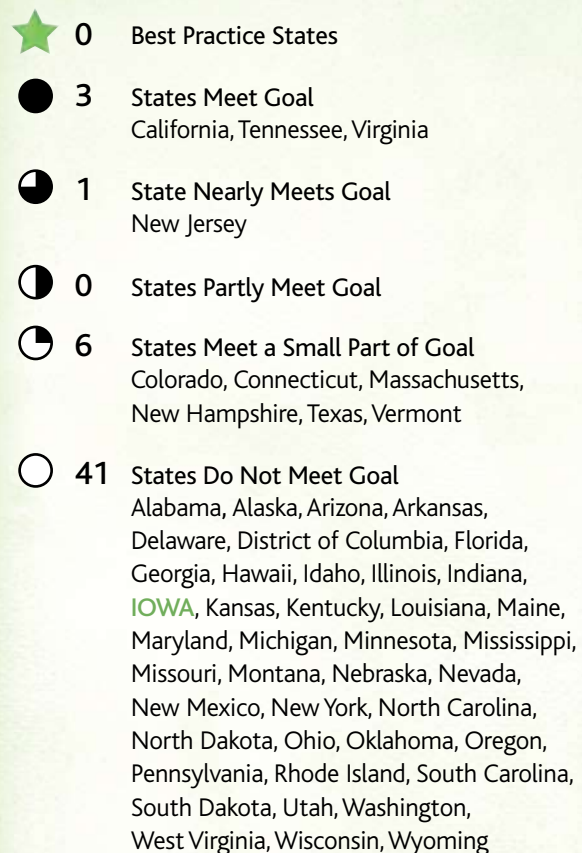 0 Best Practice States
3 States Meet Goal
California, Tennessee, Virginia
1 State Nearly Meets Goal
New Jersey
0 States Partly Meet Goal
6 States Meet a Small Part of Goal
Colorado, Connecticut, Massachusetts,
New Hampshire, Texas, Vermont
41 States Do Not Meet Goal
Alabama, Alaska, Arizona, Arkansas,
Delaware, District of Columbia, Florida,
Georgia, Hawaii, Idaho, Illinois, Indiana,
IOWA, Kansas, Kentucky, Louisiana, Maine,
Maryland, Michigan, Minnesota, Mississippi,
Missouri, Montana, Nebraska, Nevada,
New Mexico, New York, North Carolina,
North Dakota, Ohio, Oklahoma, Oregon,
Pennsylvania, Rhode Island, South Carolina,
South Dakota, Utah, Washington,
West Virginia, Wisconsin, Wyoming